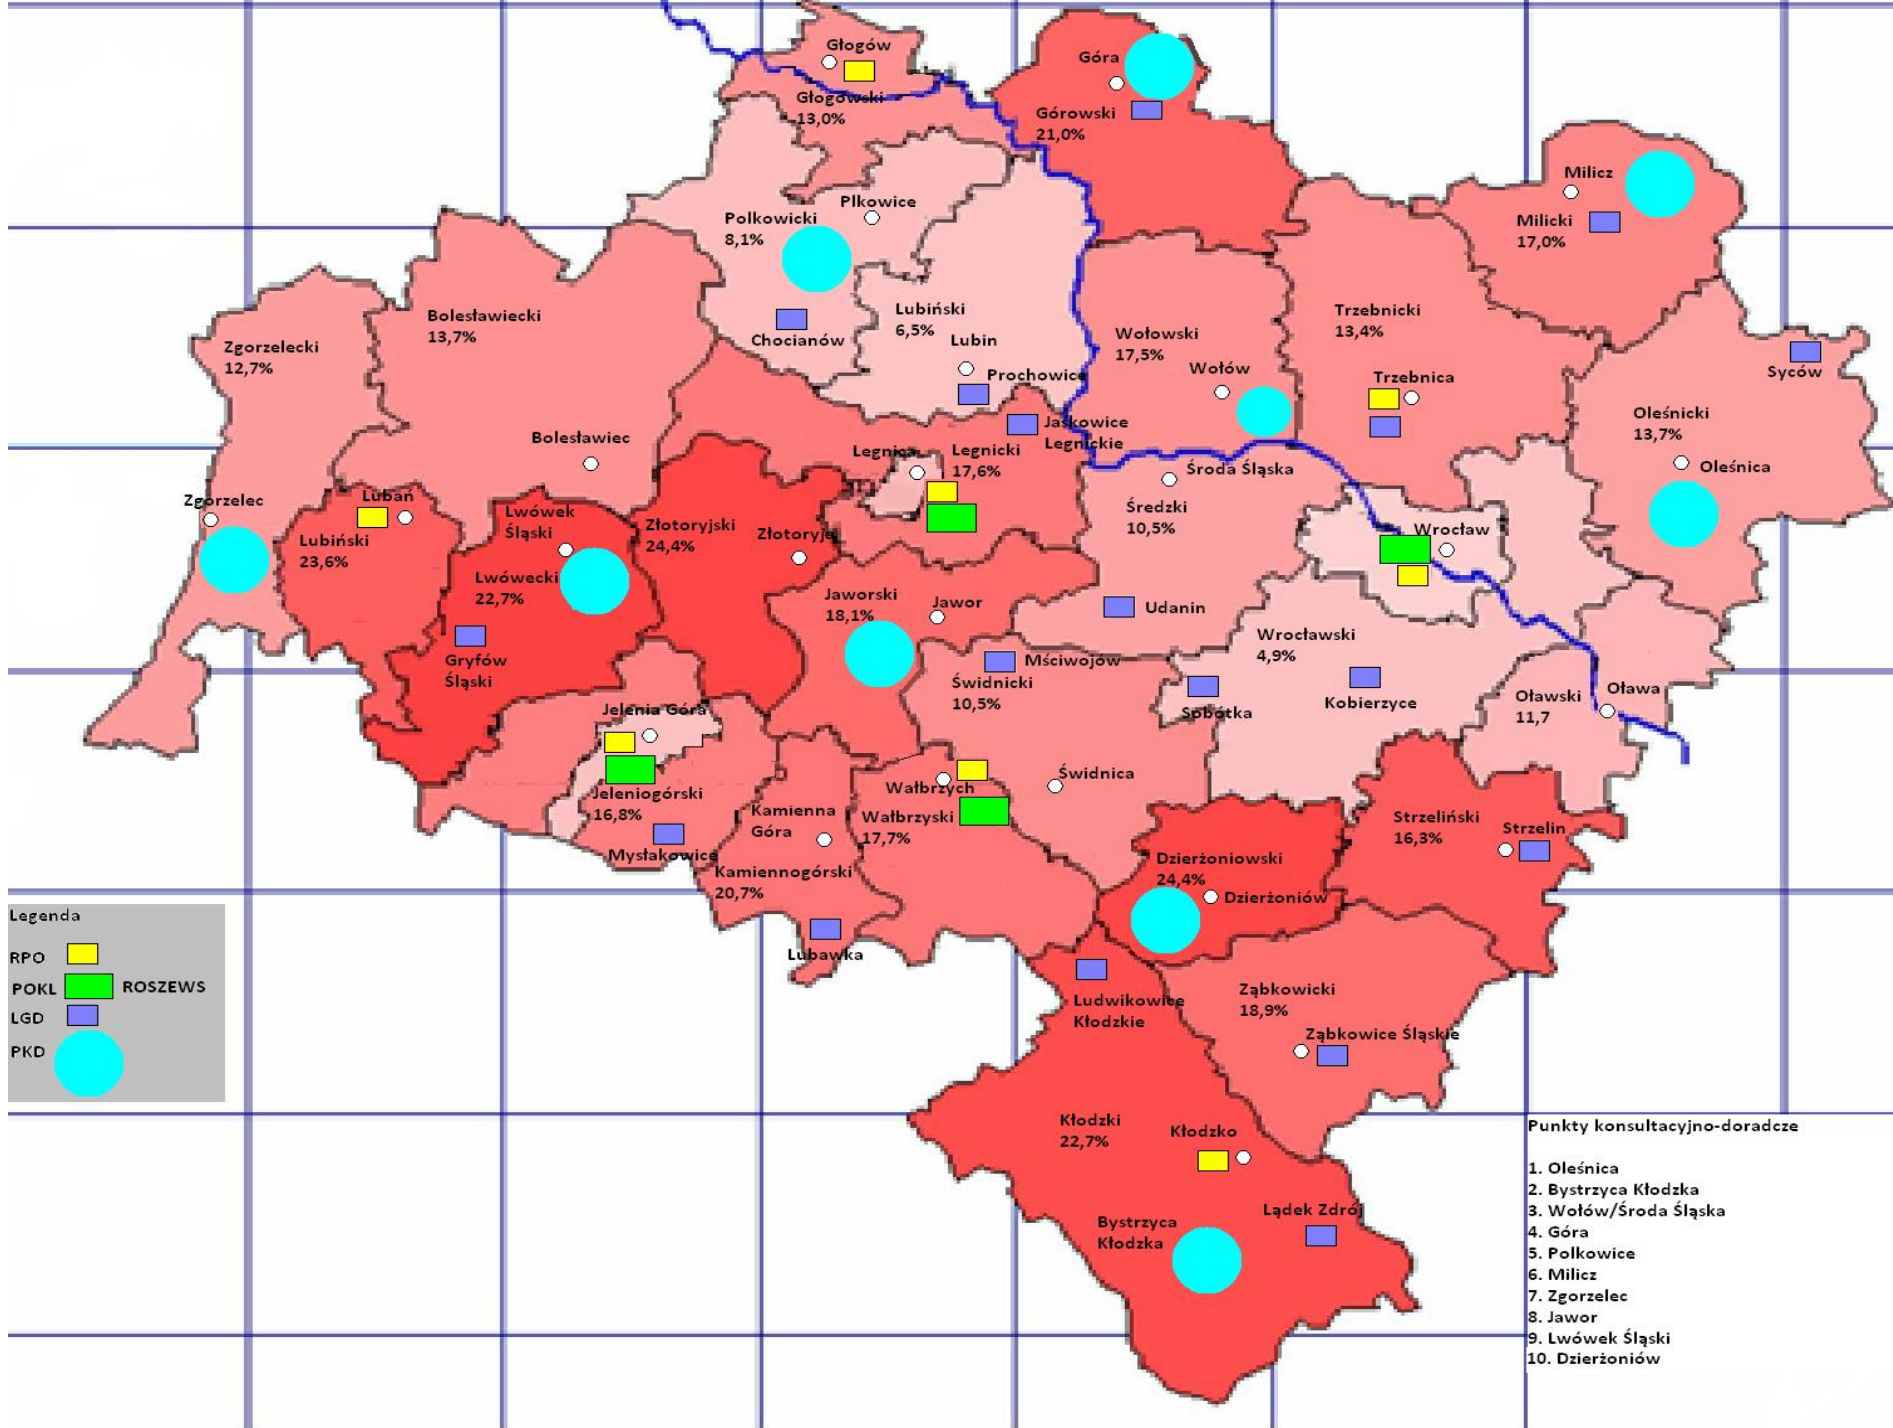 Głogów
Głogowski
13,0%
Góra
Górowski
21,0%
Milicz
Milicki
17,0%
Plkowice
Polkowicki
8,1%
Chocianów
Lubiński
6,5%
Lubin
Prochowice
Bolesławiecki
13,7%
Bolesławiec
Zgorzelecki
12,7%
Zgorzelec
Wołowski
17,5%
Wołów
Trzebnicki
13,4%
Trzebnica
Syców
Oleśnicki
13,7%
Oleśnica
Jaśkowice
Legnickie
Legnica
Legnicki
17,6%
Środa Śląska
Średzki
10,5%
Udanin
Lubań
Lubiński
23,6%
Lwówek
Śląski
Lwówecki
22,7%
Gryfów
Śląski
Złotoryjski
24,4%
Złotoryja
Jaworski
18,1%
Jawor
Wrocław
Wrocławski
4,9%
Kobierzyce
Sobótka
Mściwojów
Świdnicki
10,5%
Świdnica
Oławski
11,7
Oława
Jelenia Góra
Jeleniogórski
16,8%
Mysłakowice
Kamienna
Góra
Kamiennogórski
20,7%
Lubawka
Wałbrzych
Wałbrzyski
17,7%
Dzierżoniowski
24,4%
Dzierżoniów
Strzeliński
16,3%
Strzelin
Ludwikowice
Kłodzkie
Ząbkowicki
18,9%
Ząbkowice Śląskie
Kłodzki
22,7%
Kłodzko
Bystrzyca
Kłodzka
Lądek Zdrój
Legenda
RPO
POKL ROSZEWS
LGD
PKD
Punkty konsultacyjno-doradcze
1. Oleśnica
2. Bystrzyca Kłodzka
3. Wołów/Środa Śląska
4. Góra
5. Polkowice
6. Milicz
7. Zgorzelec
8. Jawor
9. Lwówek Śląski
10. Dzierżoniów